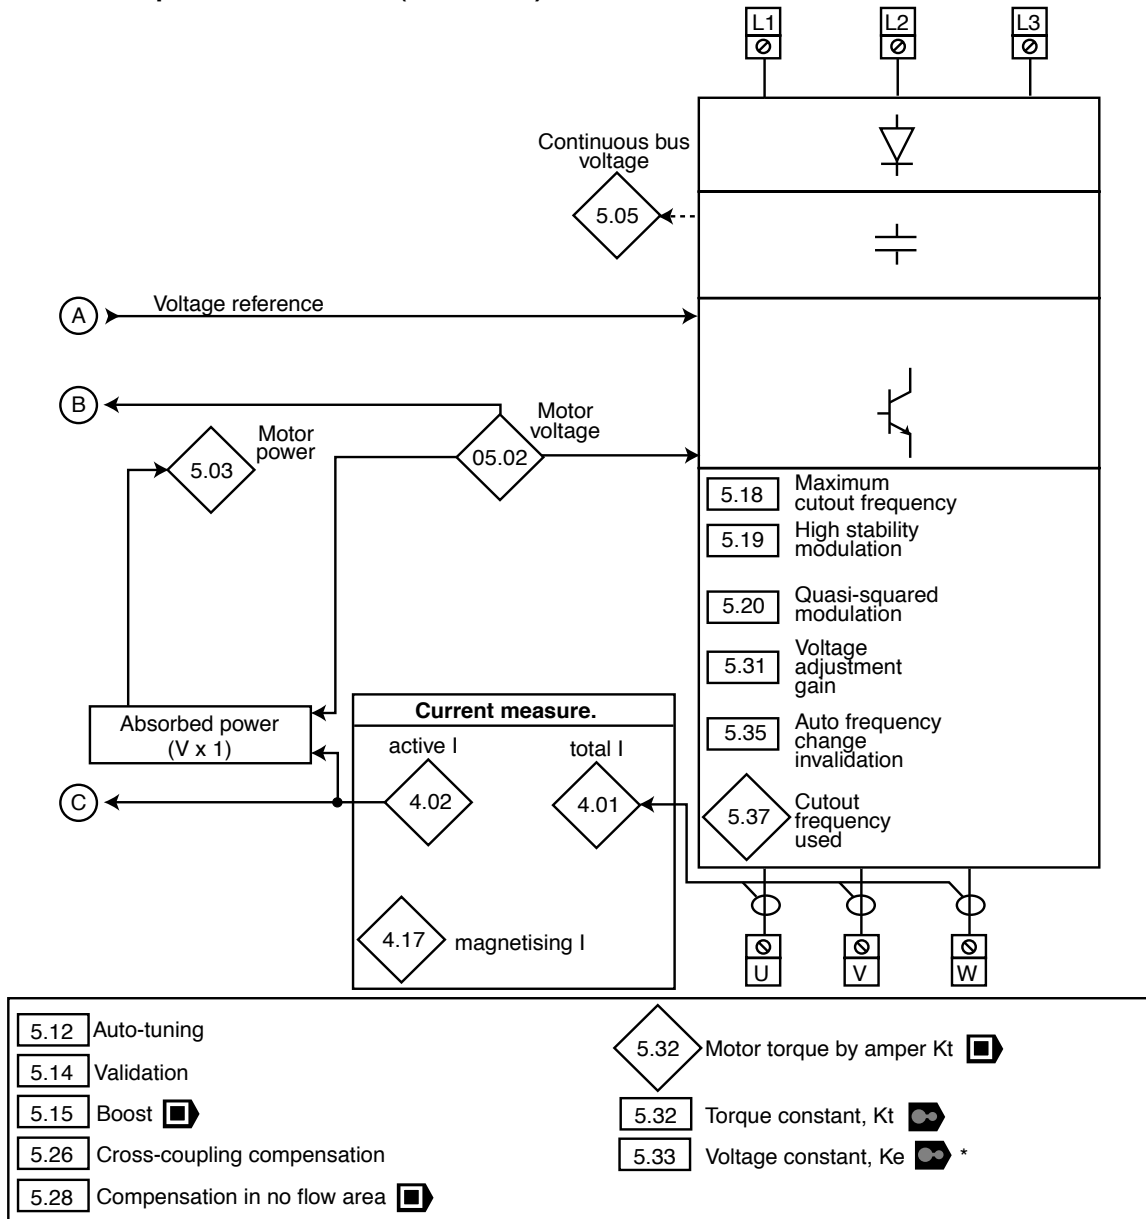 L1
L2
L3
Continuous bus
voltage
5.05
A
Voltage reference
B
Motor
power
5.03
05.02
Motor
voltage
5.18
Maximum
cutout frequency
5.19
High stability
modulation
5.20
Quasi-squared
modulation
5.31
Voltage
adjustment
gain
5.35
Auto frequency
change
invalidation
5.37
Cutout
frequency
used
Absorbed power
(V x 1)
Current measure.
active I
total I
C
4.02
4.01
4.17
magnetising I
U
V
W
5.12 Auto-tuning
5.14 Validation
5.15 Boost
5.26 Cross-coupling compensation
5.28 Compensation in no flow area
5.32 Motor torque by amper Kt
5.32 Torque constant, Kt
5.33 Voltage constant, Ke *